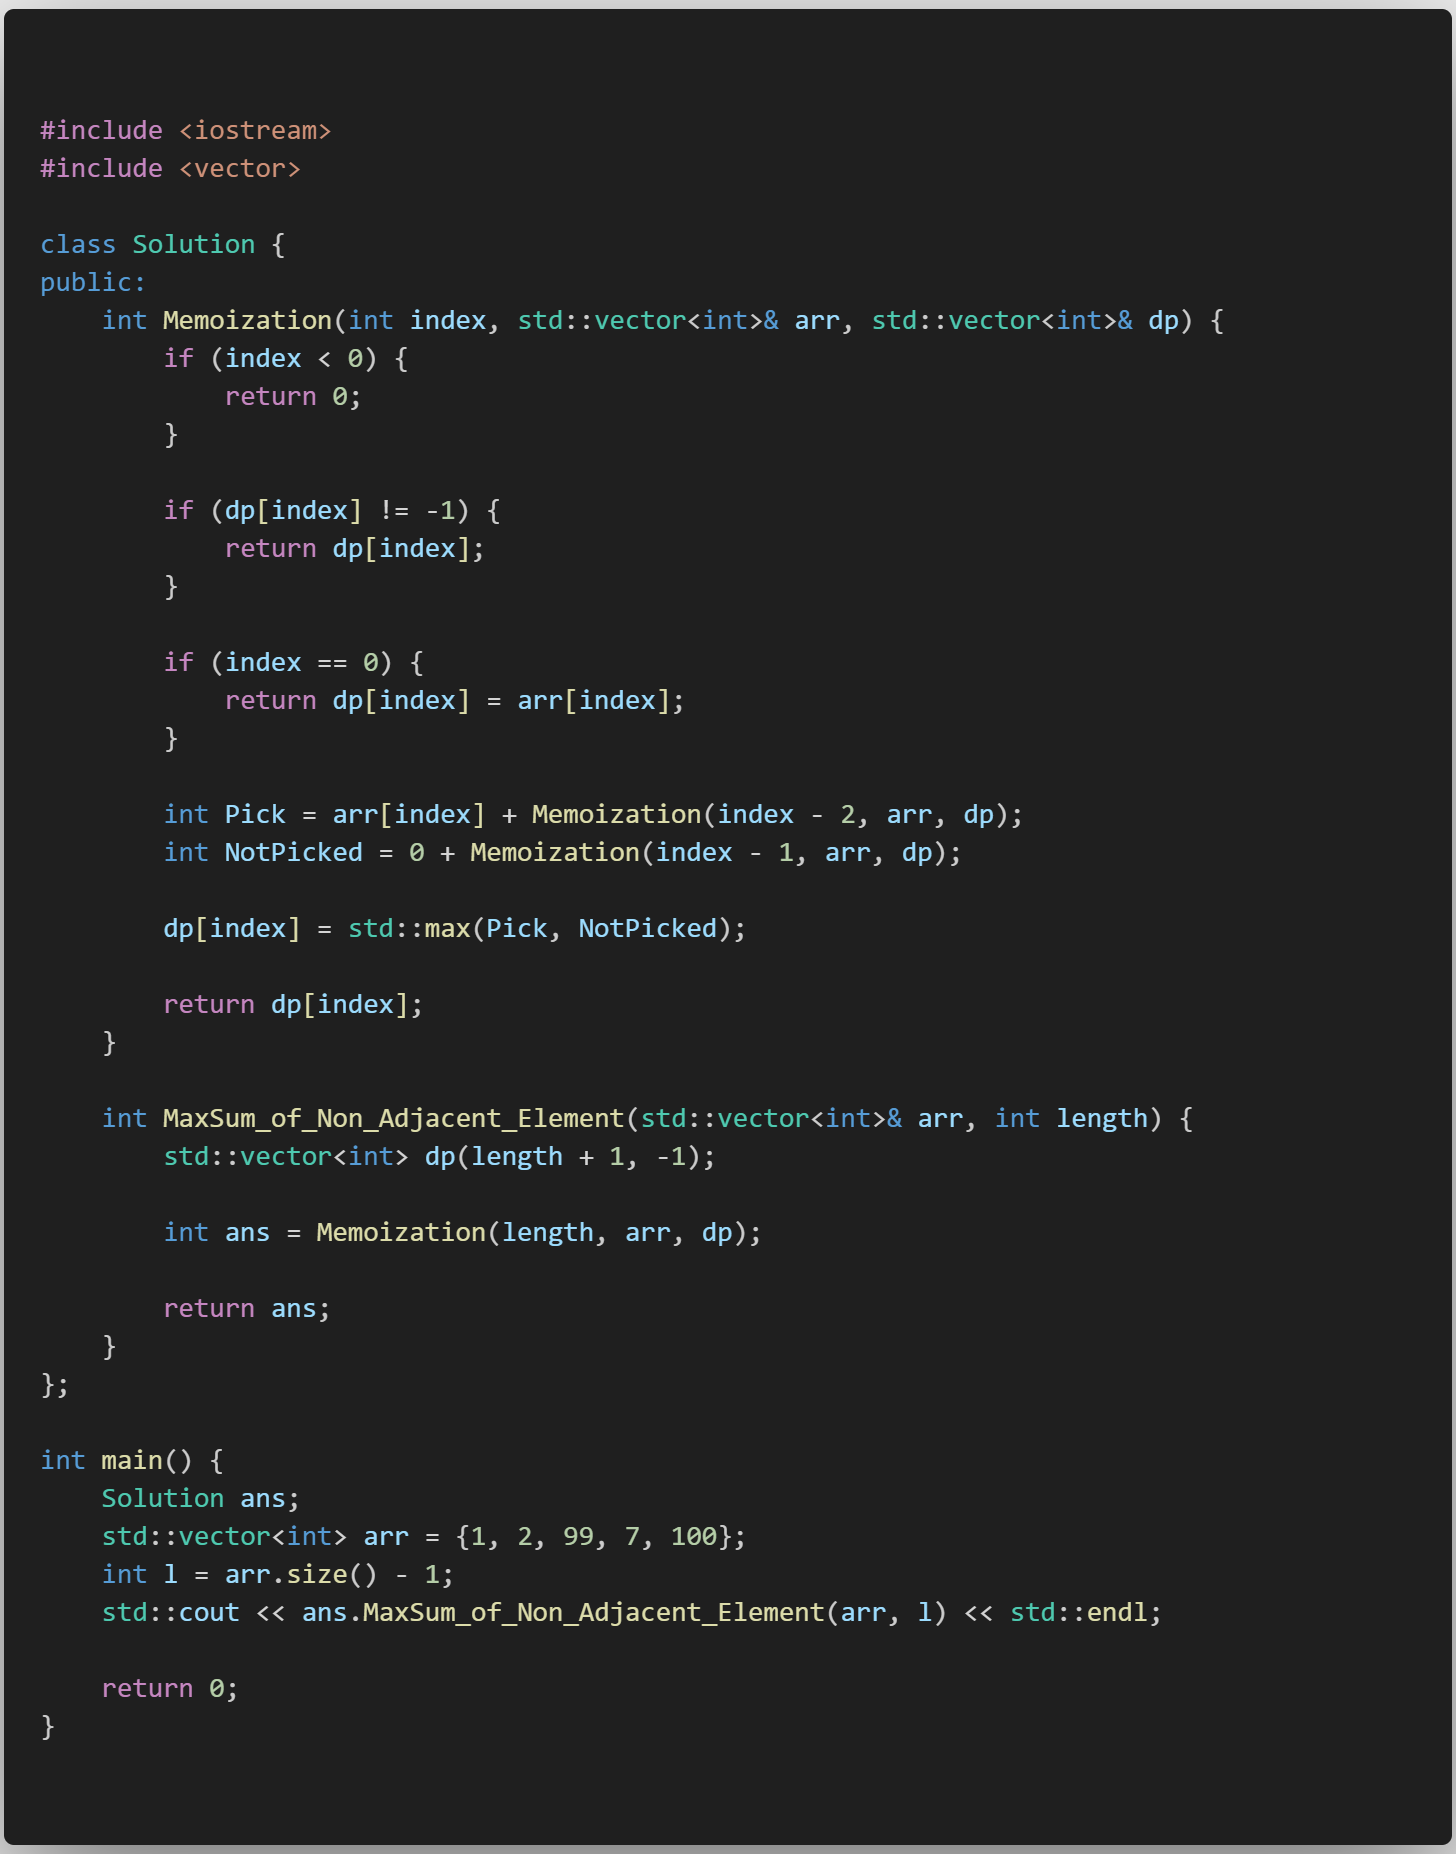 #include <iostream>
#include <vector>

class Solution {
public:
    int Memoization(int index, std::vector<int>& arr, std::vector<int>& dp) {
        if (index < 0) {
            return 0;
        }

        if (dp[index] != -1) {
            return dp[index];
        }

        if (index == 0) {
            return dp[index] = arr[index];
        }

        int Pick = arr[index] + Memoization(index - 2, arr, dp);
        int NotPicked = 0 + Memoization(index - 1, arr, dp);

        dp[index] = std::max(Pick, NotPicked);

        return dp[index];
    }

    int MaxSum_of_Non_Adjacent_Element(std::vector<int>& arr, int length) {
        std::vector<int> dp(length + 1, -1);

        int ans = Memoization(length, arr, dp);

        return ans;
    }
};

int main() {
    Solution ans;
    std::vector<int> arr = {1, 2, 99, 7, 100};
    int l = arr.size() - 1;
    std::cout << ans.MaxSum_of_Non_Adjacent_Element(arr, l) << std::endl;

    return 0;
}